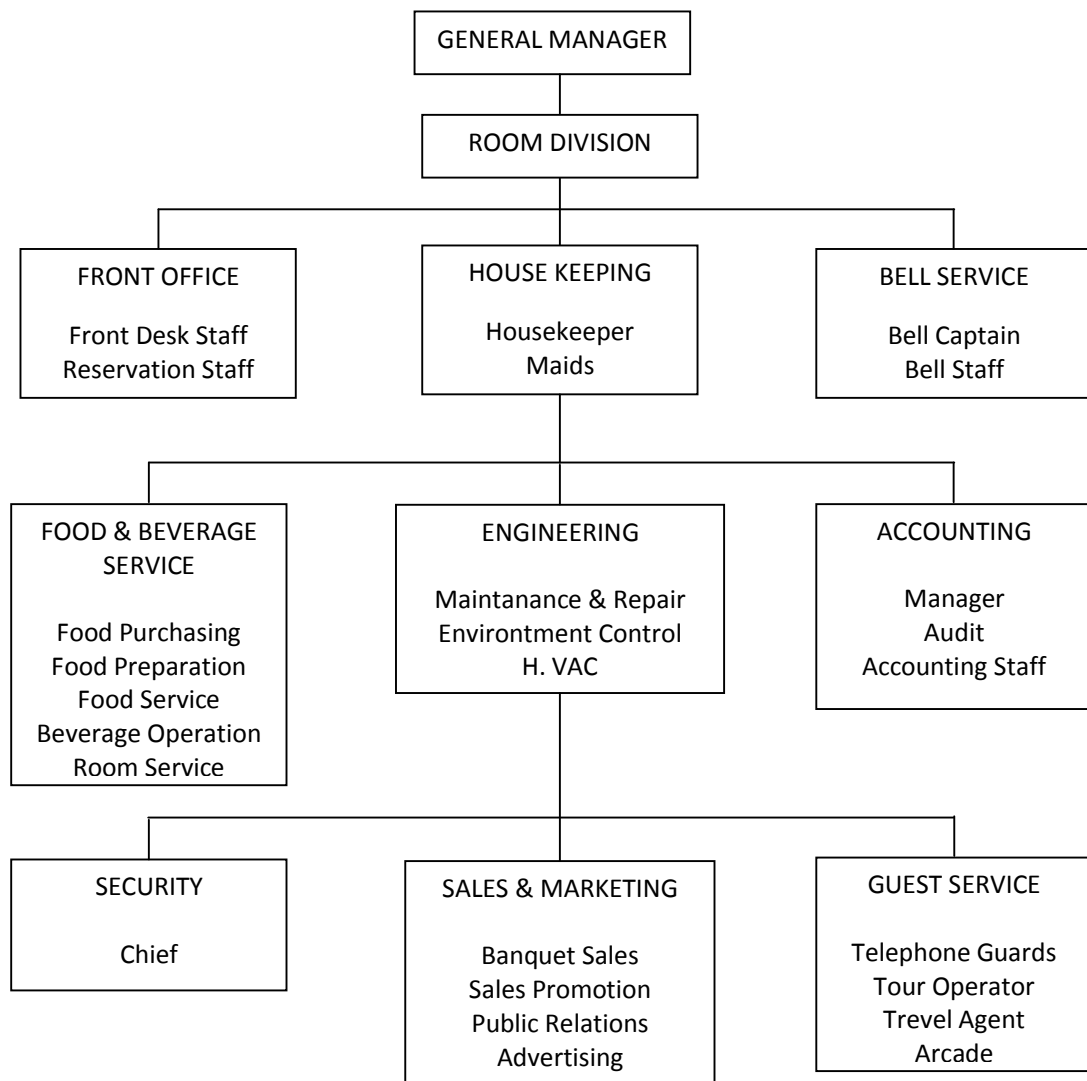 GENERAL MANAGER
ROOM DIVISION
FRONT OFFICE
Front Desk Staff
Reservation Staff
HOUSE KEEPING
Housekeeper
Maids
BELL SERVICE
Bell Captain
Bell Staff
FOOD & BEVERAGE
SERVICE
Food Purchasing
Food Preparation
Food Service
Beverage Operation
Room Service
ENGINEERING
Maintanance & Repair
Environtment Control
H. VAC
ACCOUNTING
Manager
Audit
Accounting Staff
SECURITY
Chief
SALES & MARKETING
Banquet Sales
Sales Promotion
Public Relations
Advertising
GUEST SERVICE
Telephone Guards
Tour Operator
Trevel Agent
Arcade